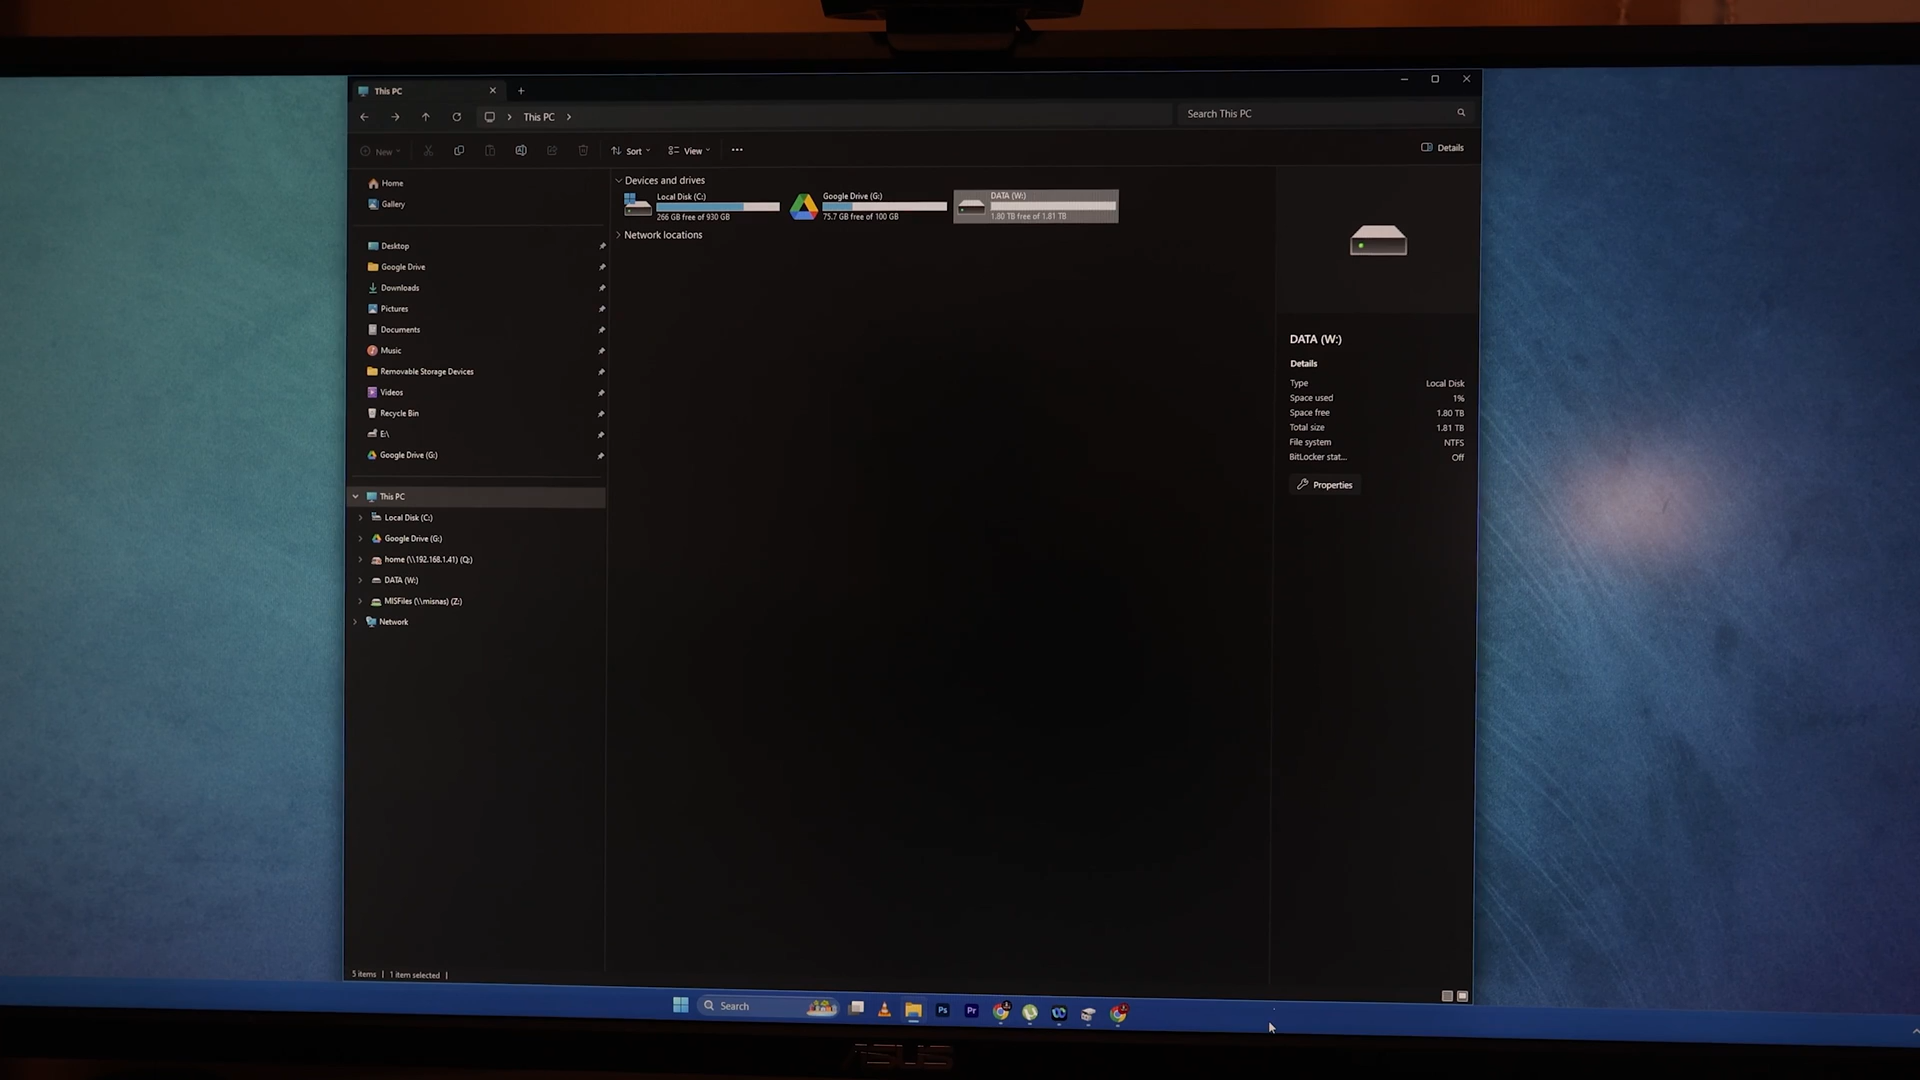 This PC
This PC
Search This PC
New
Sort
View
Details
Home
Gallery
Desktop
Google Drive
Downloads
Pictures
Documents
Music
Removable Storage Devices
Videos
Recycle Bin
E:\
Google Drive (G:)
This PC
Local Disk (C:)
Google Drive (G:)
home (\\192.168.1.41) (Q:)
DATA (W:)
MISFiles (\\misnas) (Z:)
Network
Devices and drives
Local Disk (C:)
266 GB free of 930 GB
Google Drive (G:)
75.7 GB free of 100 GB
DATA (W:)
1.80 TB free of 1.81 TB
Network locations
DATA (W:)
Details
Type Local Disk
Space used 1%
Space free 1.80 TB
Total size 1.81 TB
File system NTFS
BitLocker stat... Off
Properties
5 items 1 item selected
Search
Ps
Pr
ASUS